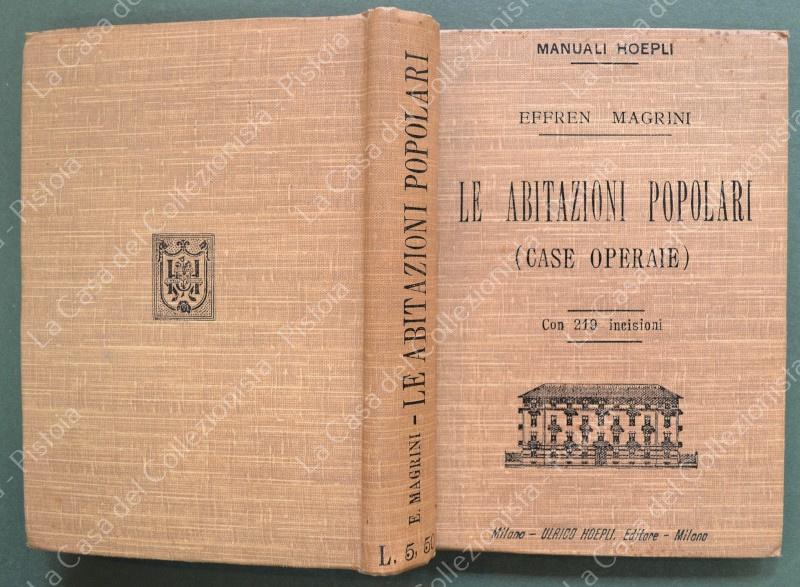 MANUALI HOEPLI
EFFREN MAGRINI
LE ABITAZIONI POPOLARI
(CASE OPERAIE)
Con 219 incisioni
Milano – ULRICO HOEPLI, Editore – Milano
E. MAGRINI – LE ABITAZIONI POPOLARI
L. 5, 50
La Casa del Collezionista - Pistoia